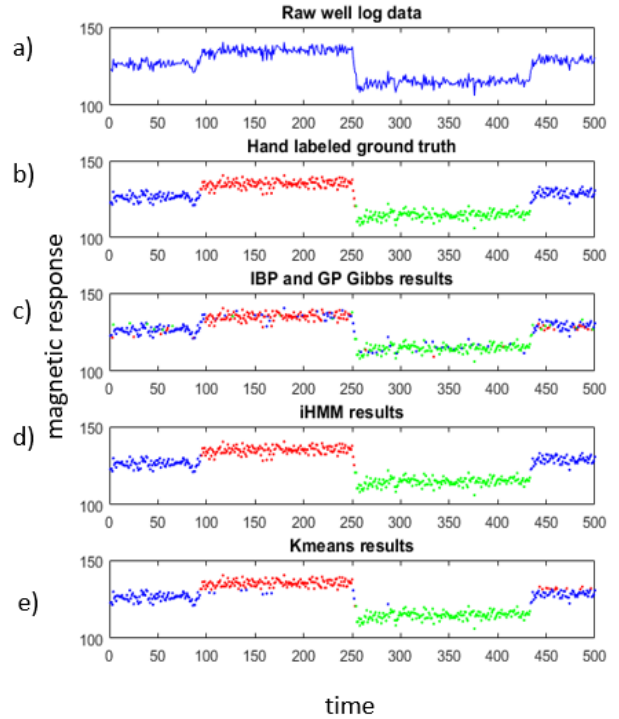 Raw well log data
a)
150
100
0 50 100 150 200 250 300 350 400 450 500
Hand labeled ground truth
b)
150
100
0 50 100 150 200 250 300 350 400 450 500
IBP and GP Gibbs results
c)
150
100
0 50 100 150 200 250 300 350 400 450 500
magnetic response
iHMM results
d)
150
100
0 50 100 150 200 250 300 350 400 450 500
Kmeans results
e)
150
100
0 50 100 150 200 250 300 350 400 450 500
time